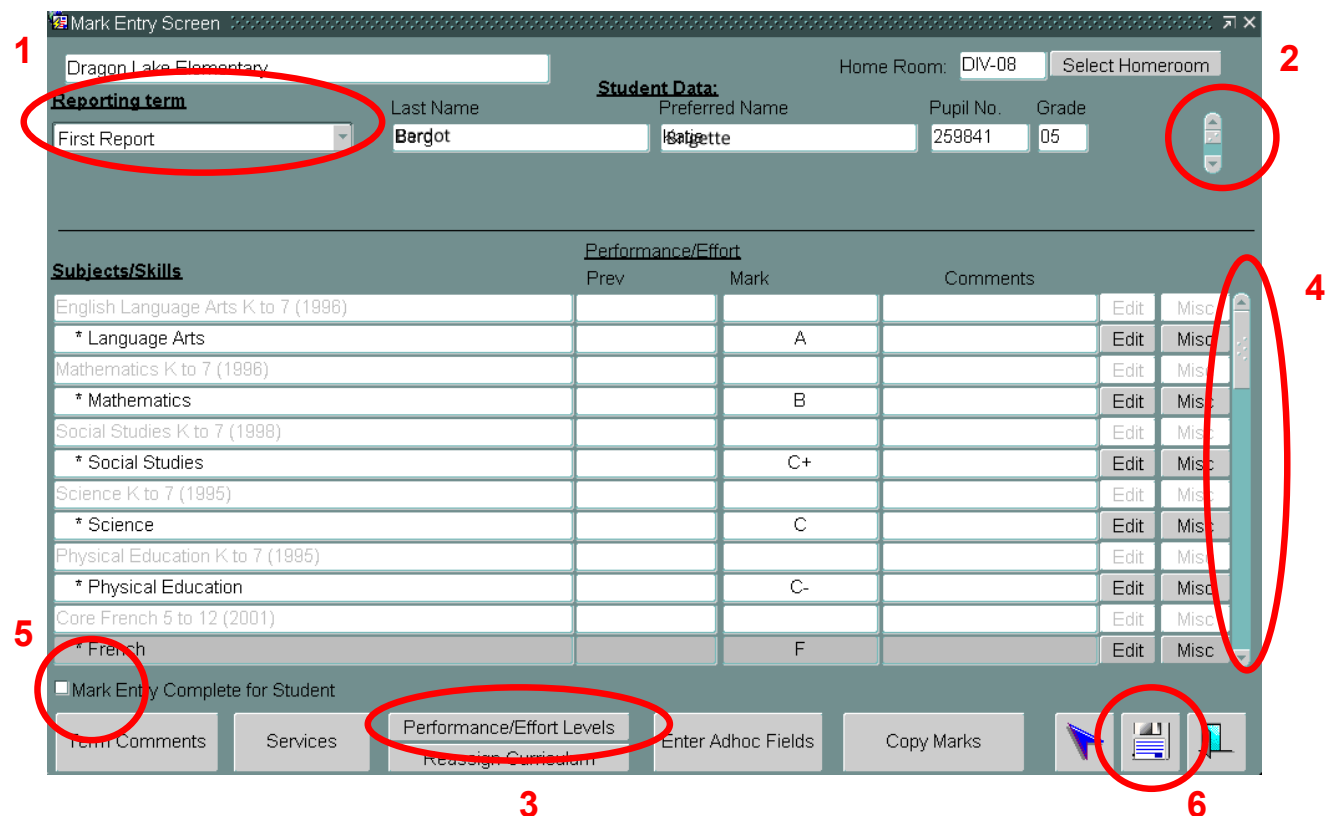 Mark Entry Screen
1
2
Dragon Lake Elementary
Home Room: DIV-08 Select Homeroom
Student Data:
Reporting term
Last Name Preferred Name Pupil No. Grade
First Report Bardot 259841 05
Performance/Effort
Subjects/Skills
Prev Mark Comments
4
English Language Arts K to 7 (1996) Edit Misc
* Language Arts A Edit Misc
Mathematics K to 7 (1996) Edit Misc
* Mathematics B Edit Misc
Social Studies K to 7 (1998) Edit Misc
* Social Studies C+ Edit Misc
Science K to 7 (1995) Edit Misc
* Science C Edit Misc
Physical Education K to 7 (1995) Edit Misc
* Physical Education C- Edit Misc
Core French 5 to 12 (2001) Edit Misc
5
* French F Edit Misc
Mark Entry Complete for Student
Term Comments Services Performance/Effort Levels Enter Adhoc Fields Copy Marks
Reassign Curriculum
3
6